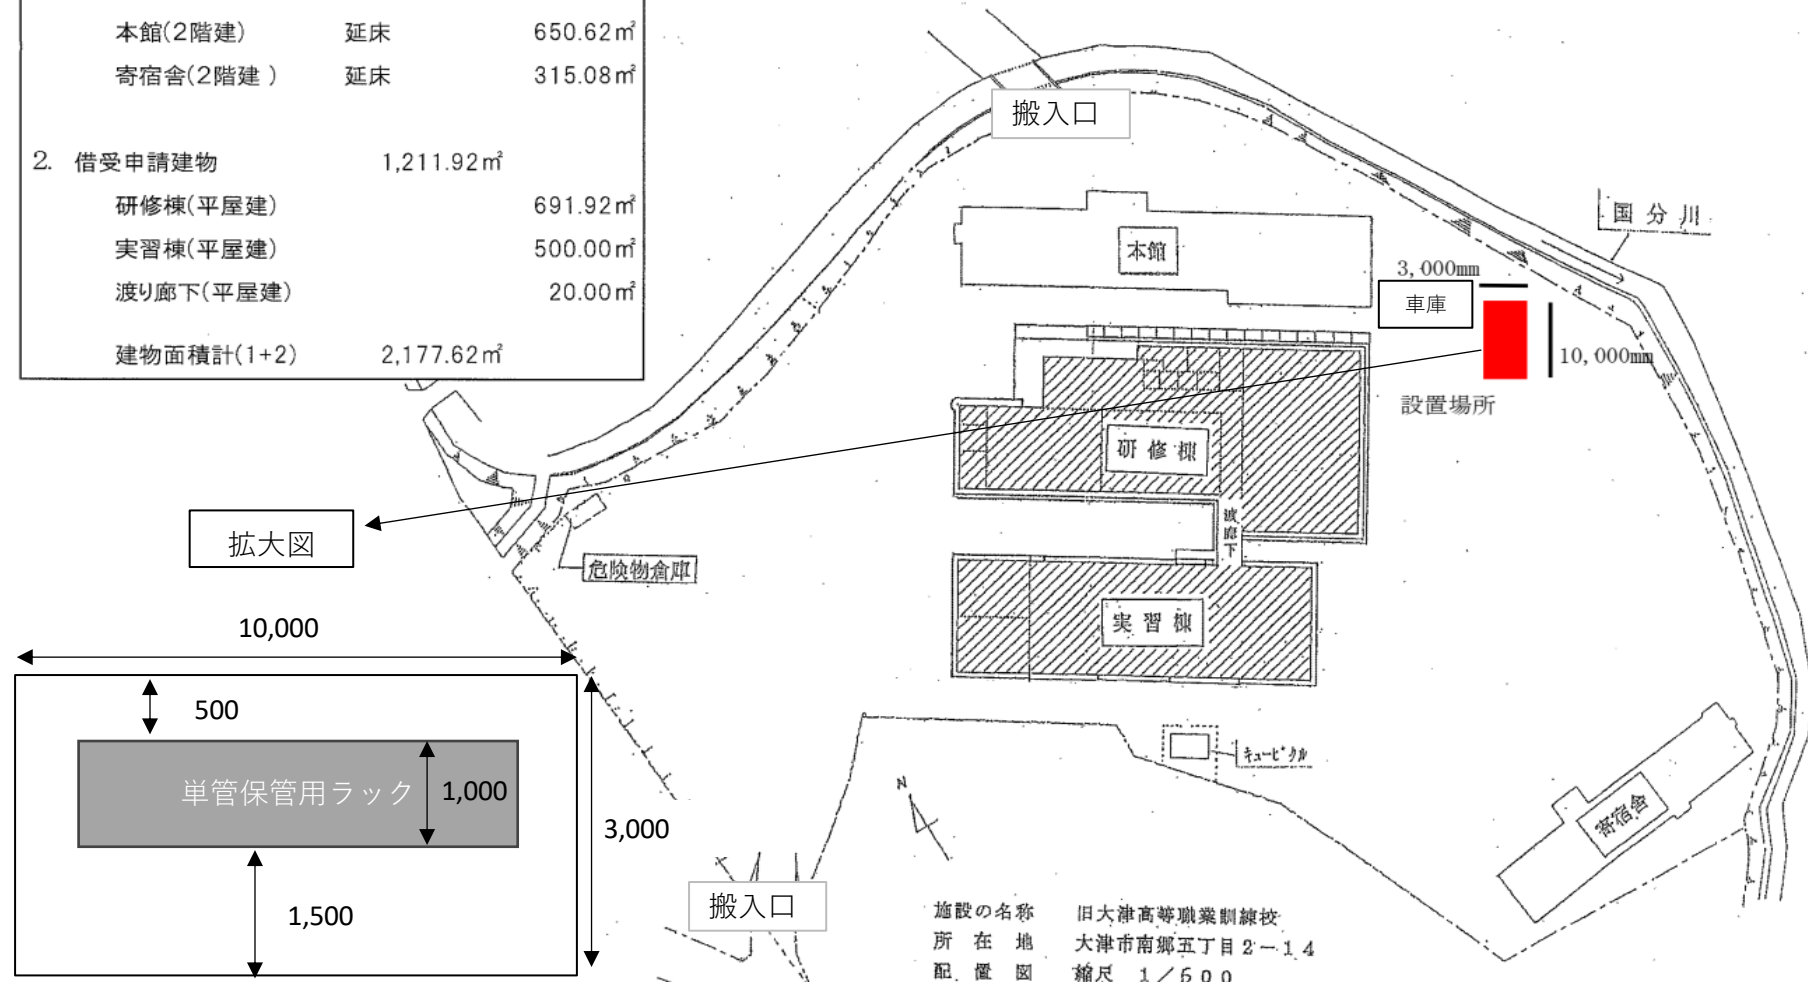 本館(2階建) 延床 650.62㎡
寄宿舎(2階建 ) 延床 315.08㎡
2. 借受申請建物 1,211.92㎡
研修棟(平屋建) 691.92㎡
実習棟(平屋建) 500.00㎡
渡り廊下(平屋建) 20.00㎡
建物面積計(1+2) 2,177.62㎡
搬入口
国分川
本館
3,000mm
車庫
10,000mm
設置場所
研修棟
渡廊下
拡大図
危険物倉庫
実習棟
10,000
500
単管保管用ラック
1,000
3,000
1,500
キュービクル
N
寄宿舎
搬入口
施設の名称 旧大津高等職業訓練校
所在地 大津市南郷五丁目2-14
配置図 縮尺 1/500